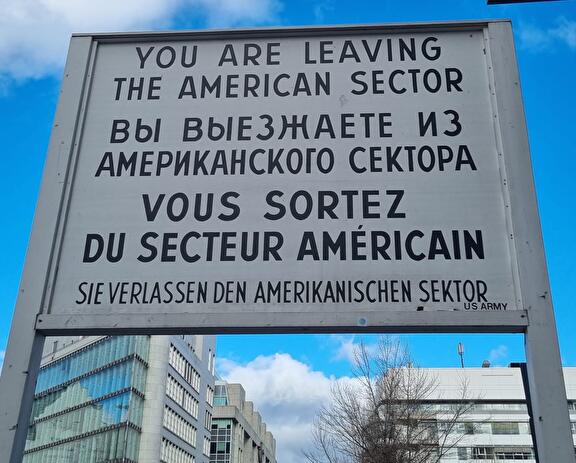 YOU ARE LEAVING
THE AMERICAN SECTOR
ВЫ ВЫЕЗЖАЕТЕ ИЗ
АМЕРИКАНСКОГО СЕКТОРА
VOUS SORTEZ
DU SECTEUR AMÉRICAIN
SIE VERLASSEN DEN AMERIKANISCHEN SEKTOR
US ARMY